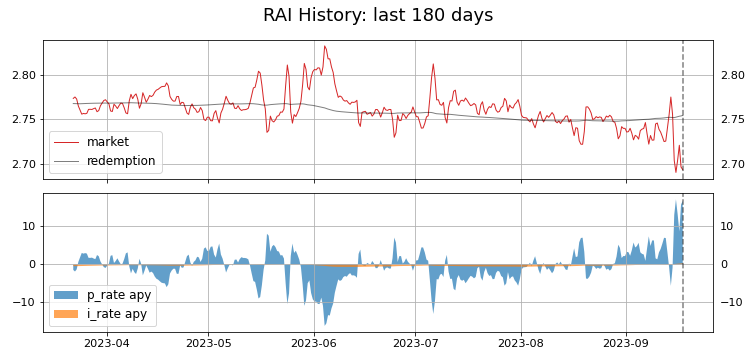 RAI History: last 180 days
2.80
2.80
2.75
2.75
2.70
2.70
market
redemption
10
10
0
0
−10
−10
p_rate apy
i_rate apy
2023-04 2023-05 2023-06 2023-07 2023-08 2023-09